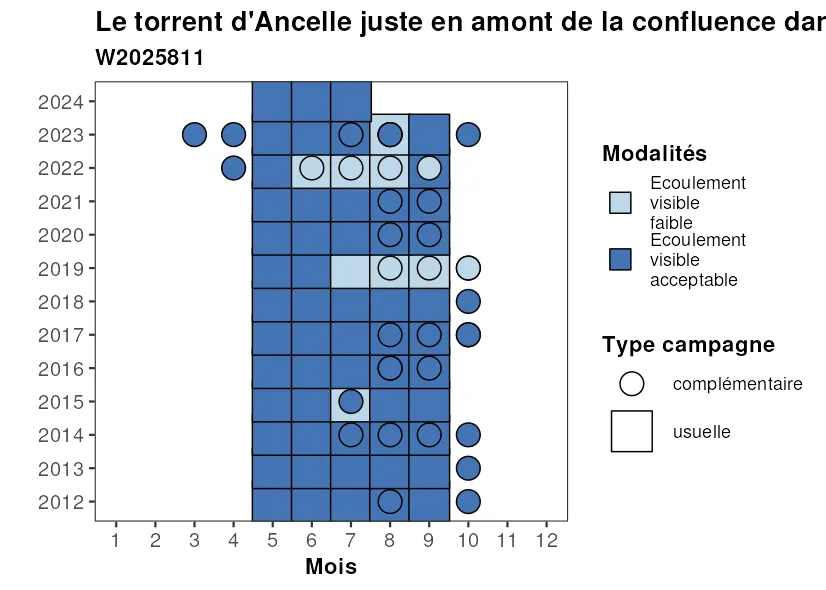 Le torrent d'Ancelle juste en amont de la confluence dar
W2025811
2024
2023
2022
2021
2020
2019
2018
2017
2016
2015
2014
2013
2012
1 2 3 4 5 6 7 8 9 10 11 12
Mois
Modalités
Ecoulement
visible
faible
Ecoulement
visible
acceptable
Type campagne
complémentaire
usuelle